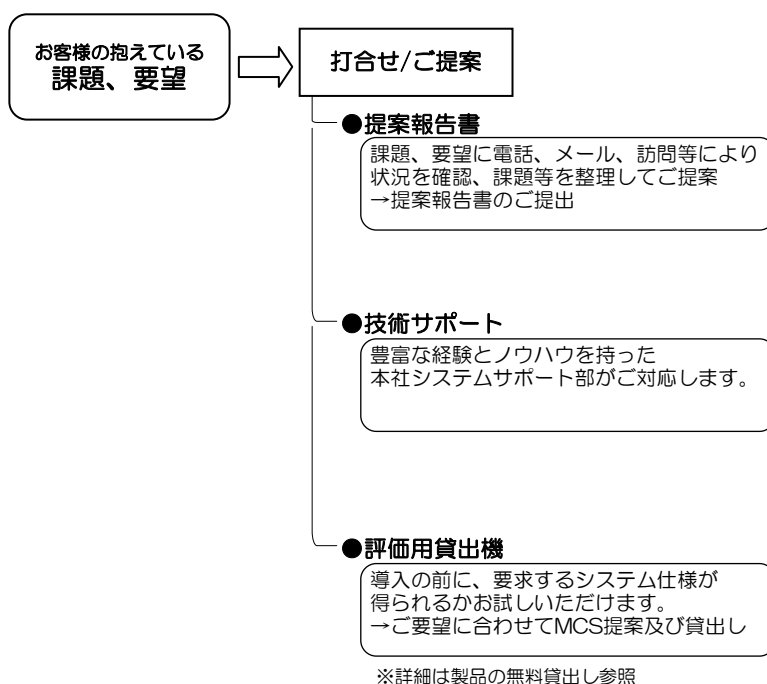 お客様の抱えている
課題、要望
打合せ/ご提案
●提案報告書
課題、要望に電話、メール、訪問等により
状況を確認、課題等を整理してご提案
→提案報告書のご提出
●技術サポート
豊富な経験とノウハウを持った
本社システムサポート部がご対応します。
●評価用貸出機
導入の前に、要求するシステム仕様が
得られるかお試しいただけます。
→ご要望に合わせてMCS提案及び貸出し
※詳細は製品の無料貸出し参照